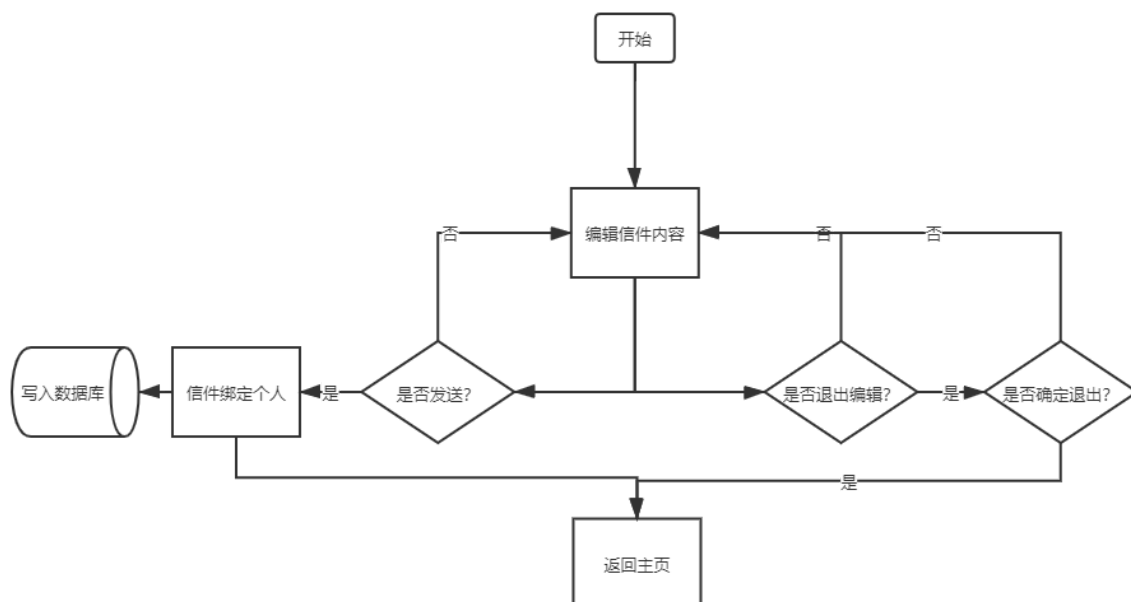 开始
编辑信件内容
否
否
否
写入数据库
信件绑定个人
是
是否发送?
是否退出编辑?
是
是否确定退出?
是
返回主页